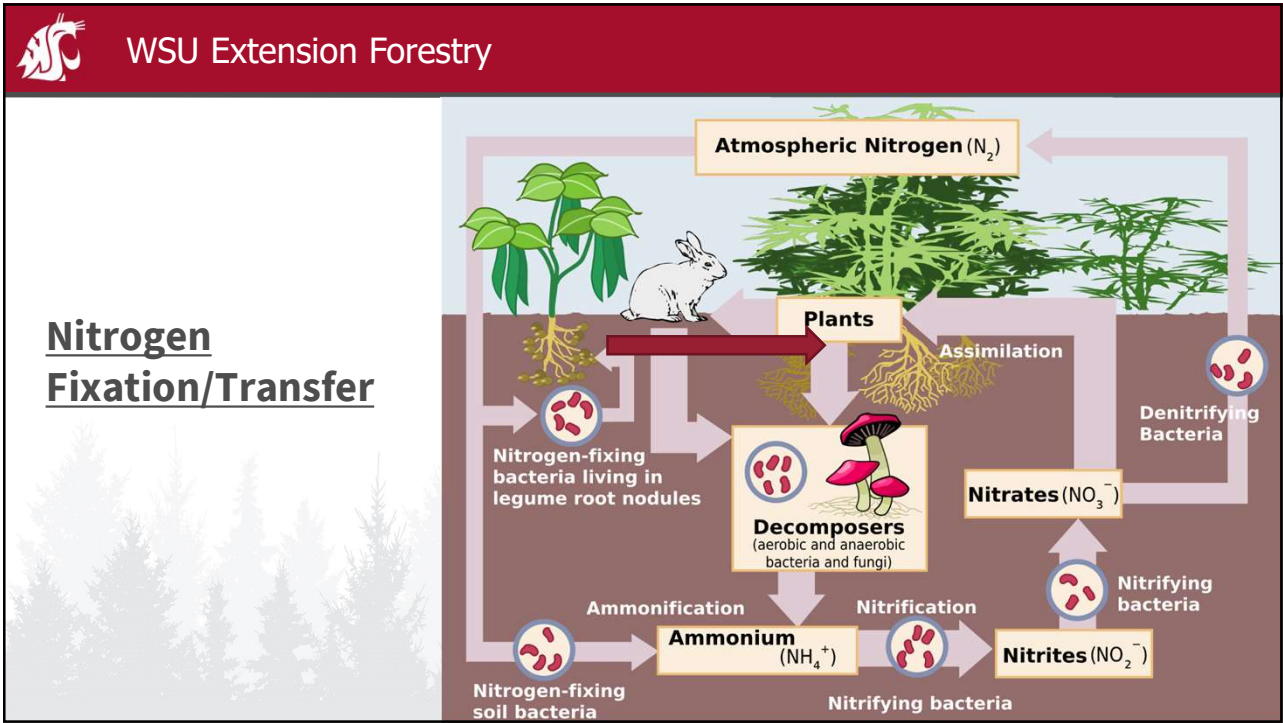 WSU Extension Forestry
Nitrogen
Fixation/Transfer
Atmospheric Nitrogen (N₂)
Plants
Assimilation
Denitrifying
Bacteria
Nitrogen-fixing
bacteria living in
legume root nodules
Decomposers
(aerobic and anaerobic
bacteria and fungi)
Nitrates (NO₃⁻)
Nitrifying
bacteria
Ammonification
Nitrification
Ammonium
(NH₄⁺)
Nitrites (NO₂⁻)
Nitrogen-fixing
soil bacteria
Nitrifying bacteria